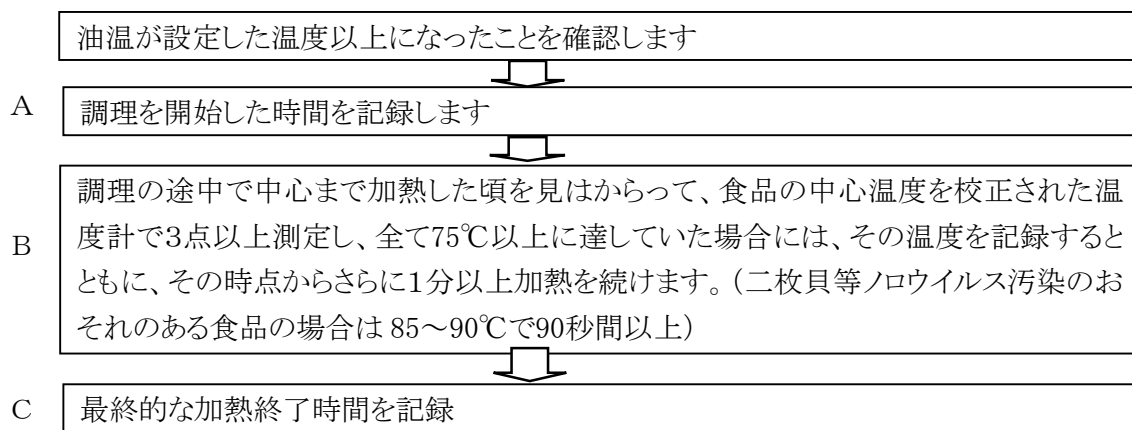 油温が設定した温度以上になったことを確認します
A
調理を開始した時間を記録します
B
調理の途中で中心まで加熱した頃を見はからって、食品の中心温度を校正された温
度計で3点以上測定し、全て75℃以上に達していた場合には、その温度を記録すると
ともに、その時点からさらに1分以上加熱を続けます。(二枚貝等ノロウイルス汚染のお
それのある食品の場合は 85～90℃で90秒間以上)
C
最終的な加熱終了時間を記録